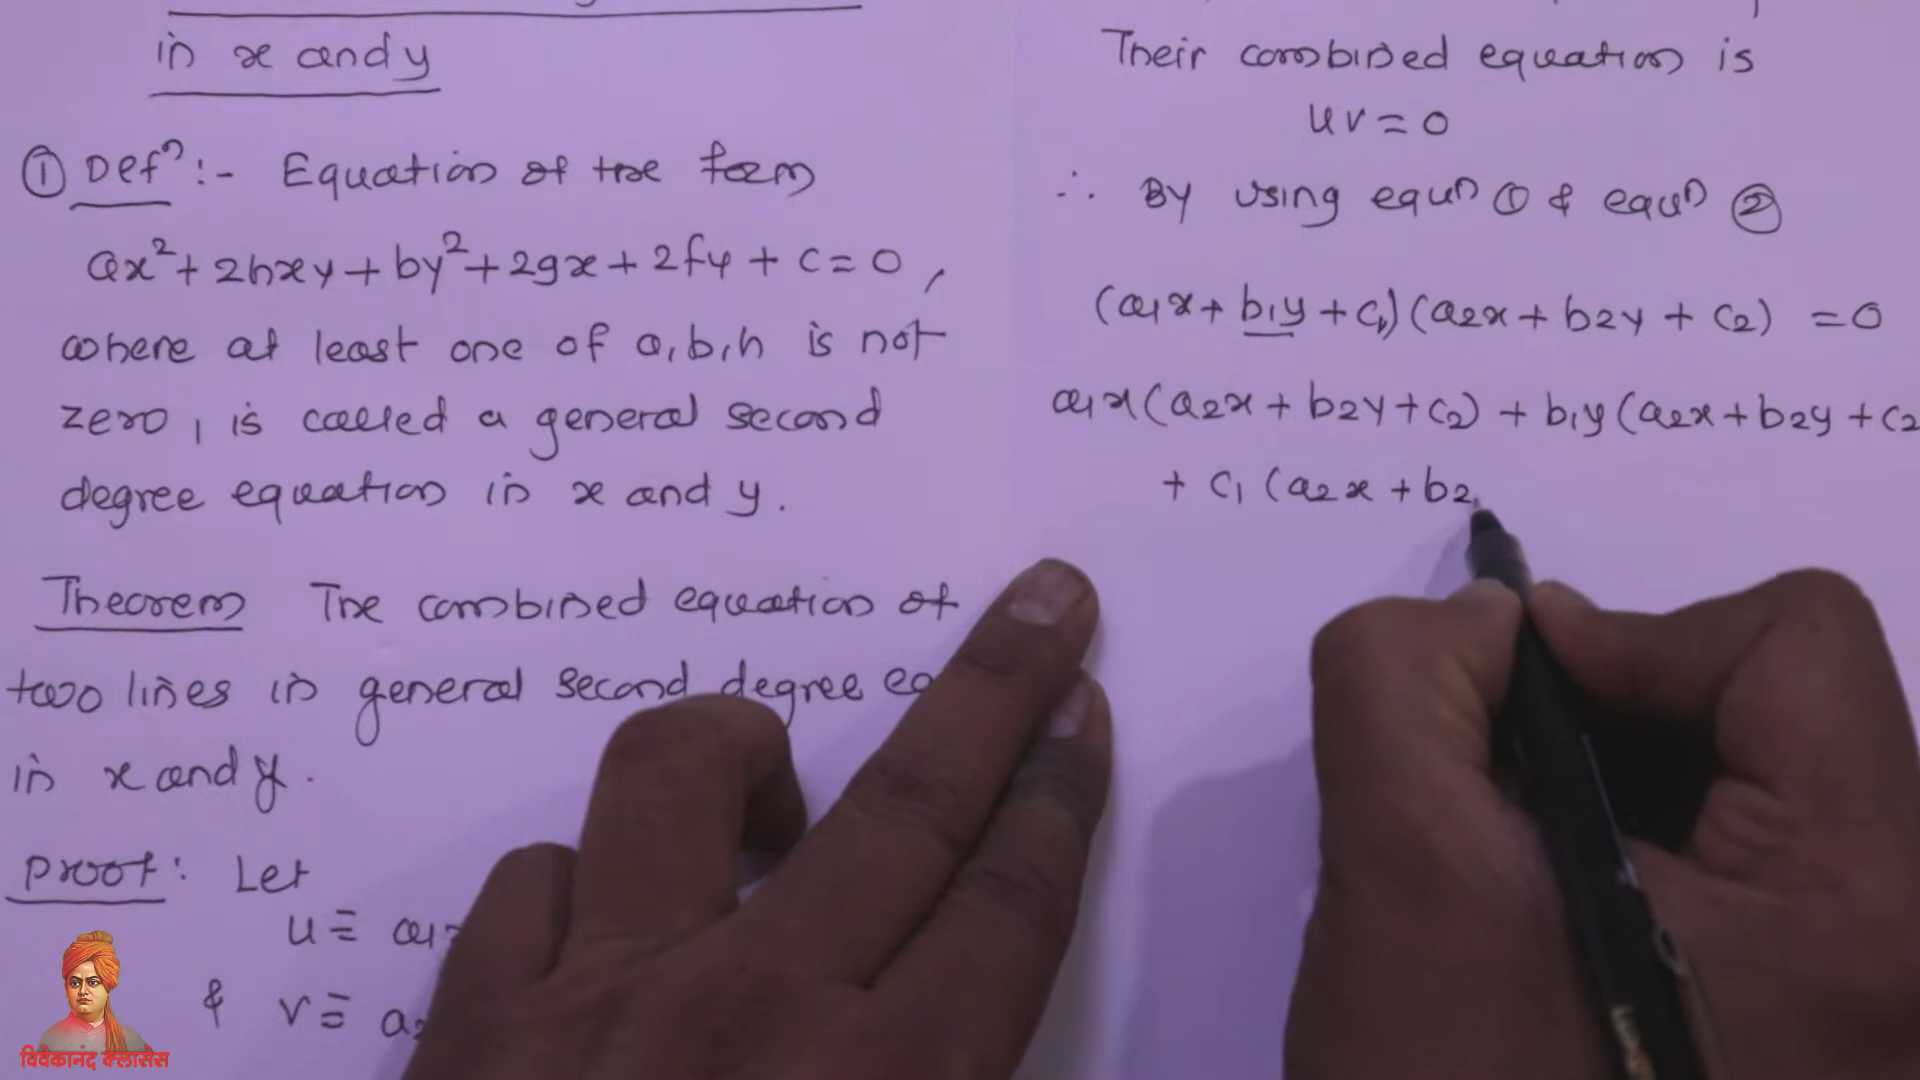 in x and y
① Defⁿ :- Equation of the form
ax² + 2hxy + by² + 2gx + 2fy + c = 0 ,
where at least one of a, b, h is not
zero, is called a general second
degree equation in x and y.
Theorem The combined equation of
two lines in general second degree eq
in x and y.
Proof : Let
u ≡ a₁x
& v ≡ a₂
Their combined equation is
uv = 0
∴ By using equⁿ ① & equⁿ ②
(a₁x + b₁y + c₁) (a₂x + b₂y + c₂) = 0
a₁x (a₂x + b₂y + c₂) + b₁y (a₂x + b₂y + c₂
+ c₁ (a₂x + b₂
विवेकानंद क्लासेस